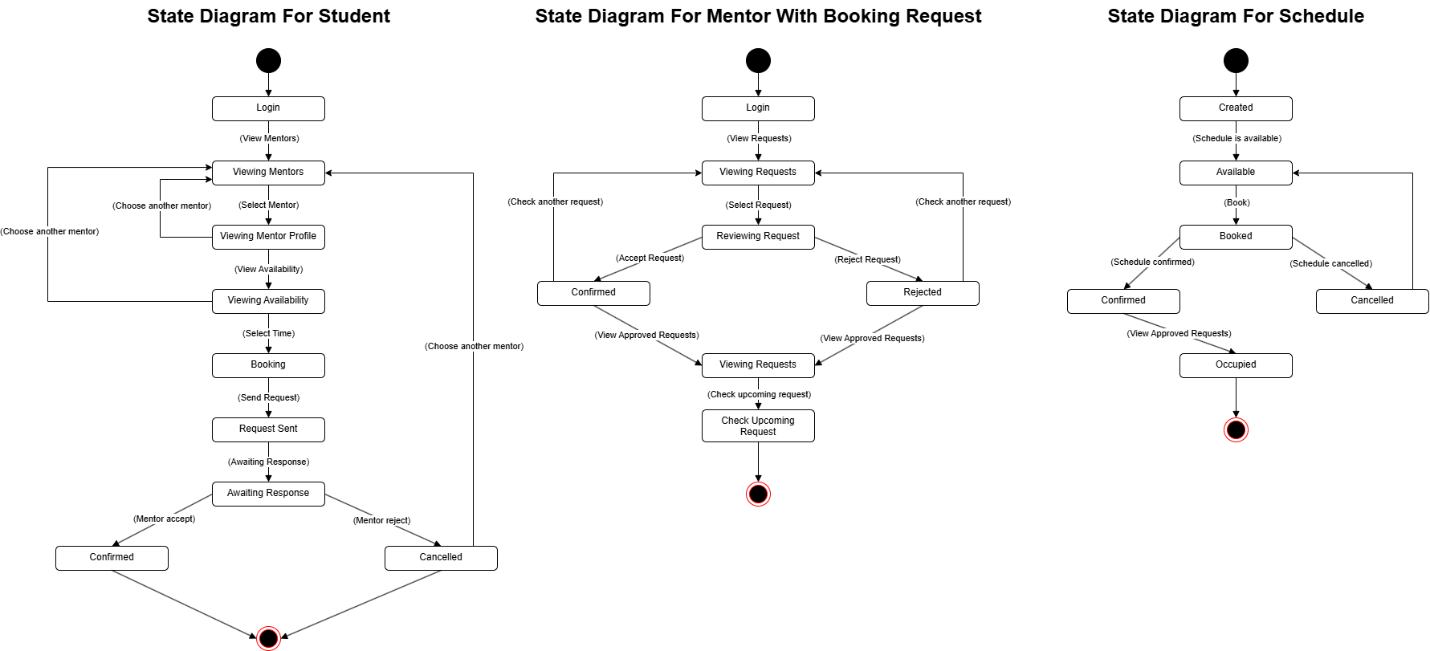 State Diagram For Student
Login
(View Mentors)
Viewing Mentors
(Choose another mentor)
(Select Mentor)
(Choose another mentor)
Viewing Mentor Profile
(View Availability)
Viewing Availability
(Select Time)
(Choose another mentor)
Booking
(Send Request)
Request Sent
(Awaiting Response)
Awaiting Response
(Mentor accept)
(Mentor reject)
Confirmed
Cancelled
State Diagram For Mentor With Booking Request
Login
(View Requests)
Viewing Requests
(Check another request)
(Select Request)
(Check another request)
Reviewing Request
(Accept Request)
(Reject Request)
Confirmed
Rejected
(View Approved Requests)
(View Approved Requests)
Viewing Requests
(Check upcoming request)
Check Upcoming
Request
State Diagram For Schedule
Created
(Schedule is available)
Available
(Book)
Booked
(Schedule confirmed)
(Schedule cancelled)
Confirmed
Cancelled
(View Approved Requests)
Occupied